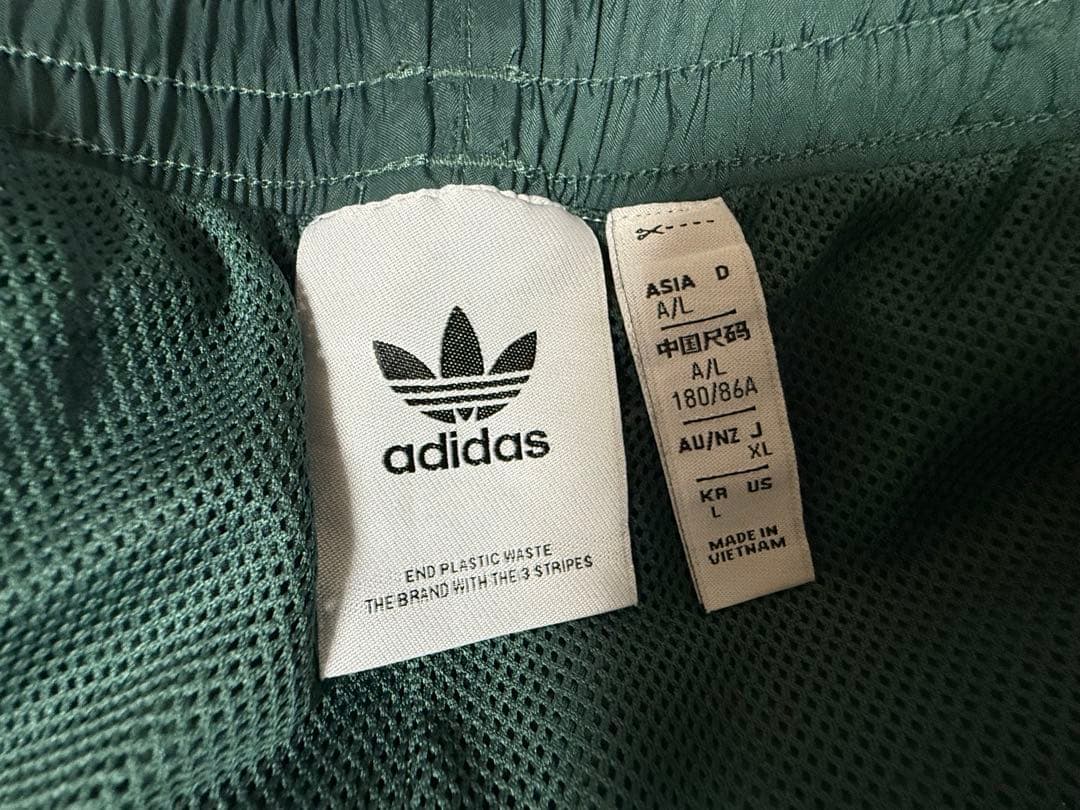 adidas
END PLASTIC WASTE
THE BRAND WITH THE 3 STRIPES
ASIA D
A/L
中国尺码
A/L
180/86A
AU/NZ J
XL
KR US
L
MADE IN
VIETNAM